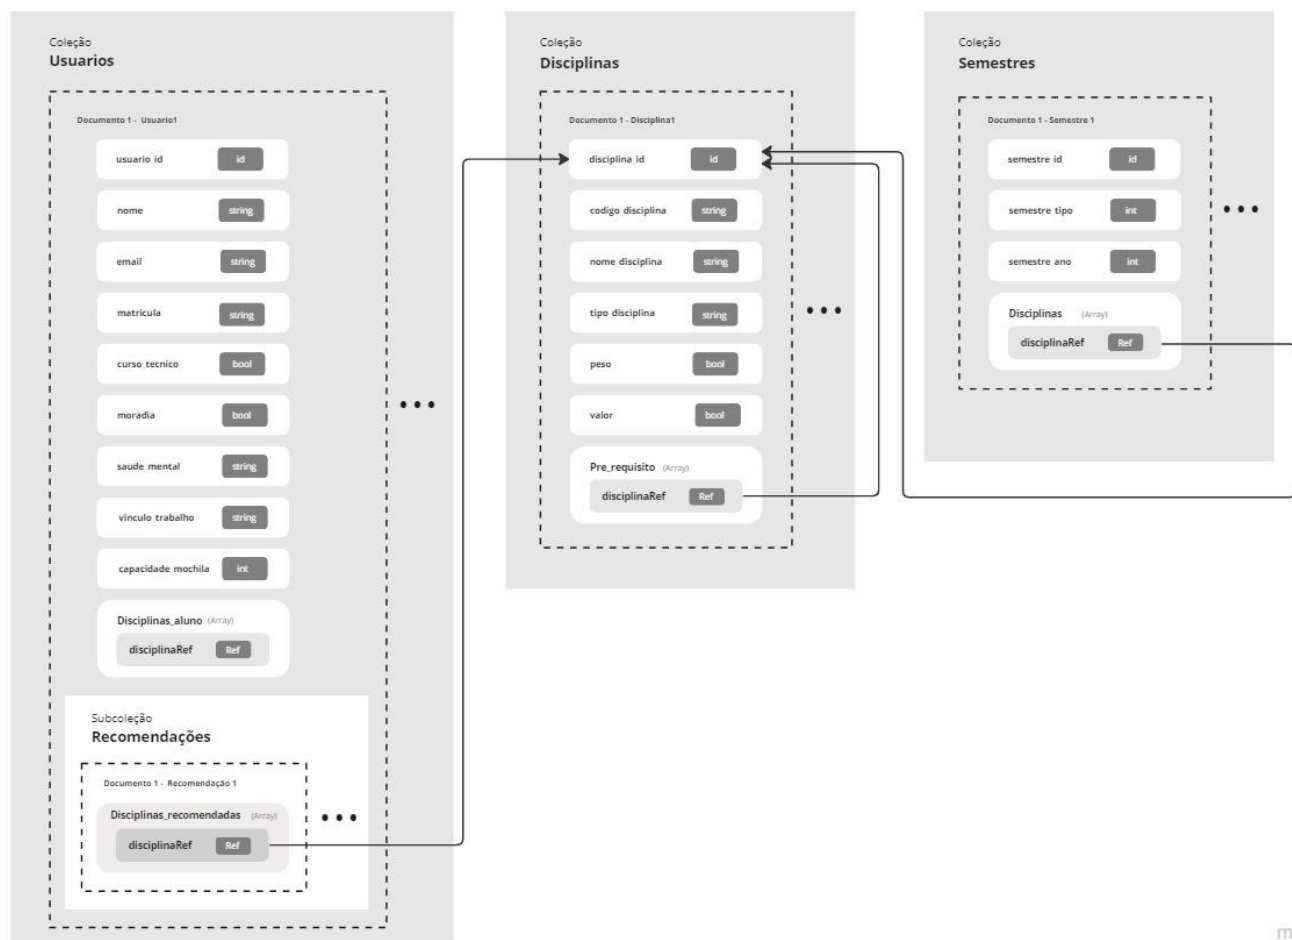 Coleção
Usuarios
Documento 1 - Usuario1
usuario id id
nome string
email string
matricula string
curso tecnico bool
moradia bool
saude mental string
vinculo trabalho string
capacidade mochila int
Disciplinas_aluno (Array)
disciplinaRef Ref
Subcoleção
Recomendações
Documento 1 - Recomendação 1
Disciplinas_recomendadas (Array)
disciplinaRef Ref
Coleção
Disciplinas
Documento 1 - Disciplina1
disciplina id id
codigo disciplina string
nome disciplina string
tipo disciplina string
peso bool
valor bool
Pre_requisito (Array)
disciplinaRef Ref
Coleção
Semestres
Documento 1 - Semestre 1
semestre id id
semestre tipo int
semestre ano int
Disciplinas (Array)
disciplinaRef Ref
m